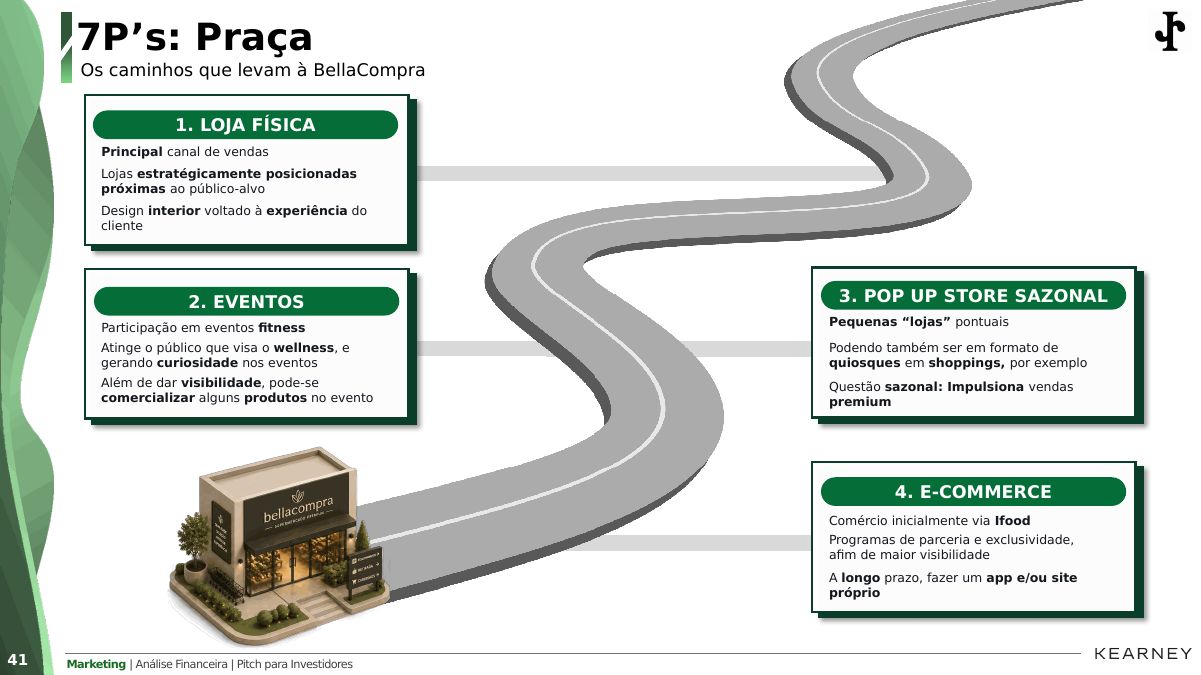 7P’s: Praça
Os caminhos que levam à BellaCompra
1. LOJA FÍSICA
Principal canal de vendas
Lojas estratégicamente posicionadas
próximas ao público-alvo
Design interior voltado à experiência do
cliente
2. EVENTOS
Participação em eventos fitness
Atinge o público que visa o wellness, e
gerando curiosidade nos eventos
Além de dar visibilidade, pode-se
comercializar alguns produtos no evento
3. POP UP STORE SAZONAL
Pequenas “lojas” pontuais
Podendo também ser em formato de
quiosques em shoppings, por exemplo
Questão sazonal: Impulsiona vendas
premium
4. E-COMMERCE
Comércio inicialmente via Ifood
Programas de parceria e exclusividade,
afim de maior visibilidade
A longo prazo, fazer um app e/ou site
próprio
bellacompra
SUPERMERCADO PREMIUM
41
Marketing | Análise Financeira | Pitch para Investidores
KEARNEY